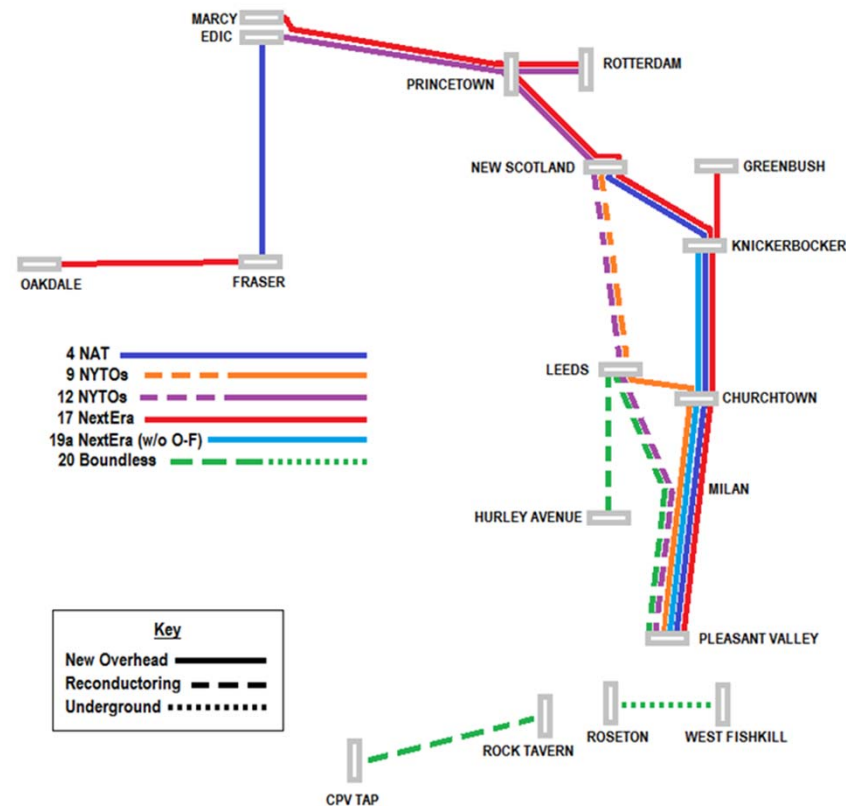 MARCY
EDIC
ROTTERDAM
PRINCETOWN
NEW SCOTLAND
GREENBUSH
KNICKERBOCKER
OAKDALE
FRASER
4 NAT
9 NYTOs
12 NYTOs
17 NextEra
19a NextEra (w/o O-F)
20 Boundless
LEEDS
CHURCHTOWN
MILAN
HURLEY AVENUE
PLEASANT VALLEY
Key
New Overhead
Reconductoring
Underground
ROCK TAVERN
ROSETON
WEST FISHKILL
CPV TAP